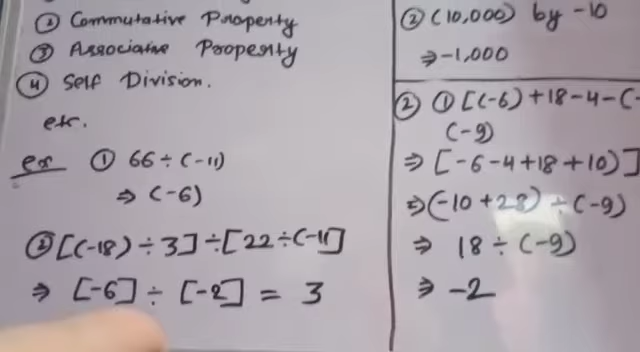 ② Commutative Property
③ Associative Property
④ Self Division.
etc.
ex ① 66 ÷ (-11)
⇒ (-6)
② [(-18) ÷ 3] ÷ [22 ÷ (-11]
⇒ [-6] ÷ [-2] = 3
② (10,000) by -10
⇒ -1,000
② ① [(-6) + 18 - 4 - (-
(-9)
⇒ [-6 - 4 + 18 + 10)]
⇒ (-10 + 28) ÷ (-9)
⇒ 18 ÷ (-9)
⇒ -2